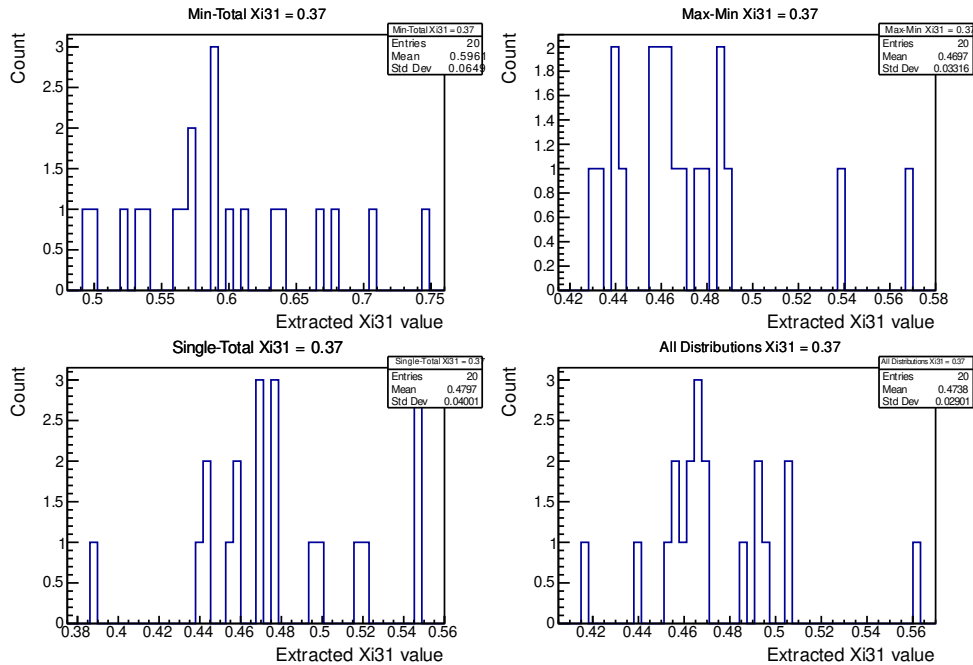 Min-Total Xi31 = 0.37
Count
Min-Total Xi31 = 0.37
Entries 20
Mean 0.5961
Std Dev 0.0649
3
2.5
2
1.5
1
0.5
0
0.5 0.55 0.6 0.65 0.7 0.75
Extracted Xi31 value
Max-Min Xi31 = 0.37
Count
Max-Min Xi31 = 0.37
Entries 20
Mean 0.4697
Std Dev 0.03316
2
1.8
1.6
1.4
1.2
1
0.8
0.6
0.4
0.2
0
0.42 0.44 0.46 0.48 0.5 0.52 0.54 0.56 0.58
Extracted Xi31 value
Single-Total Xi31 = 0.37
Count
Single-Total Xi31 = 0.37
Entries 20
Mean 0.4797
Std Dev 0.04001
3
2.5
2
1.5
1
0.5
0
0.38 0.4 0.42 0.44 0.46 0.48 0.5 0.52 0.54 0.56
Extracted Xi31 value
All Distributions Xi31 = 0.37
Count
All Distributions Xi31 = 0.37
Entries 20
Mean 0.4738
Std Dev 0.02901
3
2.5
2
1.5
1
0.5
0
0.42 0.44 0.46 0.48 0.5 0.52 0.54 0.56
Extracted Xi31 value